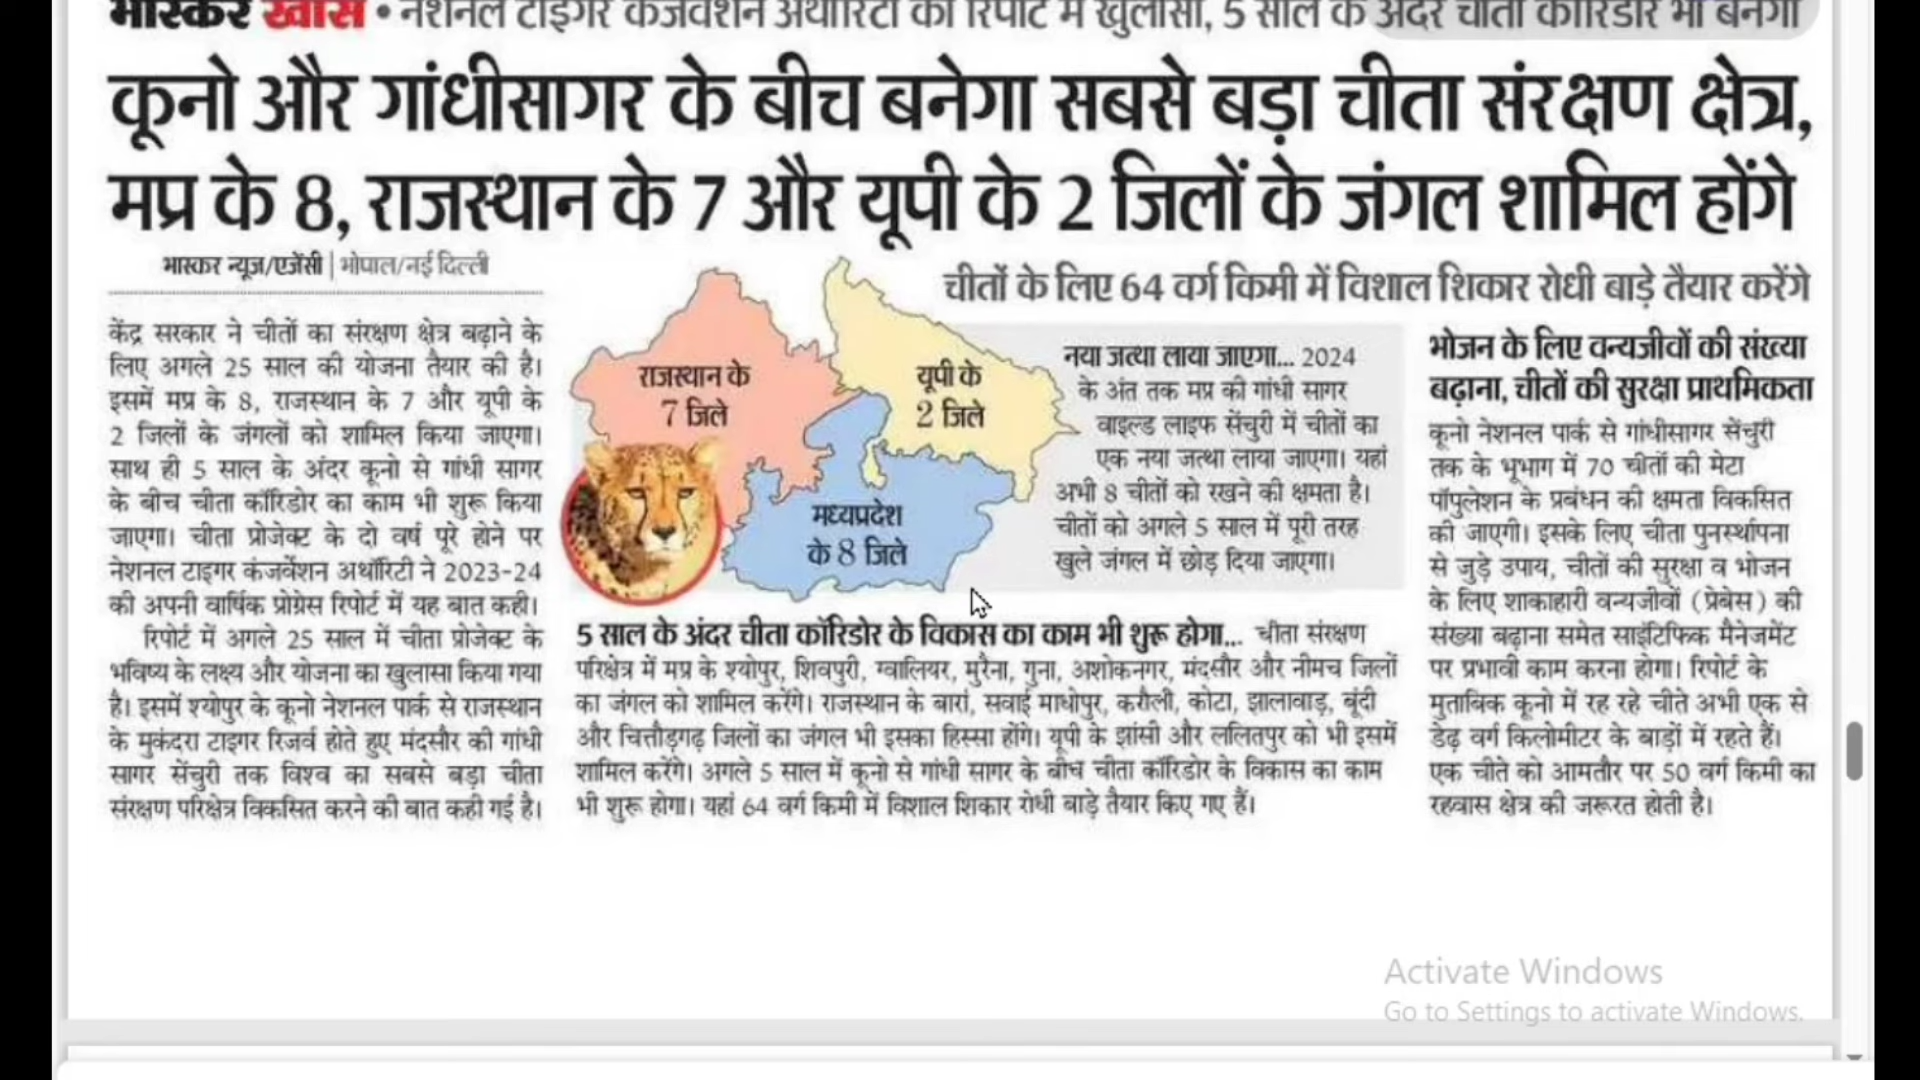 भास्कर खास • नेशनल टाइगर कंजर्वेशन अथॉरिटी की रिपोर्ट में खुलासा, 5 साल के अंदर चीता कॉरिडोर भी बनेगा
कूनो और गांधीसागर के बीच बनेगा सबसे बड़ा चीता संरक्षण क्षेत्र,
मप्र के 8, राजस्थान के 7 और यूपी के 2 जिलों के जंगल शामिल होंगे
भास्कर न्यूज/एजेंसी | भोपाल/नई दिल्ली
केंद्र सरकार ने चीतों का संरक्षण क्षेत्र बढ़ाने के
लिए अगले 25 साल की योजना तैयार की है।
इसमें मप्र के 8, राजस्थान के 7 और यूपी के
2 जिलों के जंगलों को शामिल किया जाएगा।
साथ ही 5 साल के अंदर कूनो से गांधी सागर
के बीच चीता कॉरिडोर का काम भी शुरू किया
जाएगा। चीता प्रोजेक्ट के दो वर्ष पूरे होने पर
नेशनल टाइगर कंजर्वेशन अथॉरिटी ने 2023-24
की अपनी वार्षिक प्रोग्रेस रिपोर्ट में यह बात कही।
रिपोर्ट में अगले 25 साल में चीता प्रोजेक्ट के
भविष्य के लक्ष्य और योजना का खुलासा किया गया
है। इसमें श्योपुर के कूनो नेशनल पार्क से राजस्थान
के मुकंदरा टाइगर रिजर्व होते हुए मंदसौर की गांधी
सागर सेंचुरी तक विश्व का सबसे बड़ा चीता
संरक्षण परिक्षेत्र विकसित करने की बात कही गई है।
राजस्थान के
7 जिले
यूपी के
2 जिले
मध्यप्रदेश
के 8 जिले
चीतों के लिए 64 वर्ग किमी में विशाल शिकार रोधी बाड़े तैयार करेंगे
नया जत्था लाया जाएगा... 2024
के अंत तक मप्र की गांधी सागर
वाइल्ड लाइफ सेंचुरी में चीतों का
एक नया जत्था लाया जाएगा। यहां
अभी 8 चीतों को रखने की क्षमता है।
चीतों को अगले 5 साल में पूरी तरह
खुले जंगल में छोड़ दिया जाएगा।
5 साल के अंदर चीता कॉरिडोर के विकास का काम भी शुरू होगा... चीता संरक्षण
परिक्षेत्र में मप्र के श्योपुर, शिवपुरी, ग्वालियर, मुरैना, गुना, अशोकनगर, मंदसौर और नीमच जिलों
का जंगल को शामिल करेंगे। राजस्थान के बारां, सवाई माधोपुर, करौली, कोटा, झालावाड़, बूंदी
और चित्तौड़गढ़ जिलों का जंगल भी इसका हिस्सा होंगे। यूपी के झांसी और ललितपुर को भी इसमें
शामिल करेंगे। अगले 5 साल में कूनो से गांधी सागर के बीच चीता कॉरिडोर के विकास का काम
भी शुरू होगा। यहां 64 वर्ग किमी में विशाल शिकार रोधी बाड़े तैयार किए गए हैं।
भोजन के लिए वन्यजीवों की संख्या
बढ़ाना, चीतों की सुरक्षा प्राथमिकता
कूनो नेशनल पार्क से गांधीसागर सेंचुरी
तक के भूभाग में 70 चीतों की मेटा
पॉपुलेशन के प्रबंधन की क्षमता विकसित
की जाएगी। इसके लिए चीता पुनर्स्थापना
से जुड़े उपाय, चीतों की सुरक्षा व भोजन
के लिए शाकाहारी वन्यजीवों (प्रेबेस) की
संख्या बढ़ाना समेत साइंटिफिक मैनेजमेंट
पर प्रभावी काम करना होगा। रिपोर्ट के
मुताबिक कूनो में रह रहे चीते अभी एक से
डेढ़ वर्ग किलोमीटर के बाड़ों में रहते हैं।
एक चीते को आमतौर पर 50 वर्ग किमी का
रहवास क्षेत्र की जरूरत होती है।
Activate Windows
Go to Settings to activate Windows.